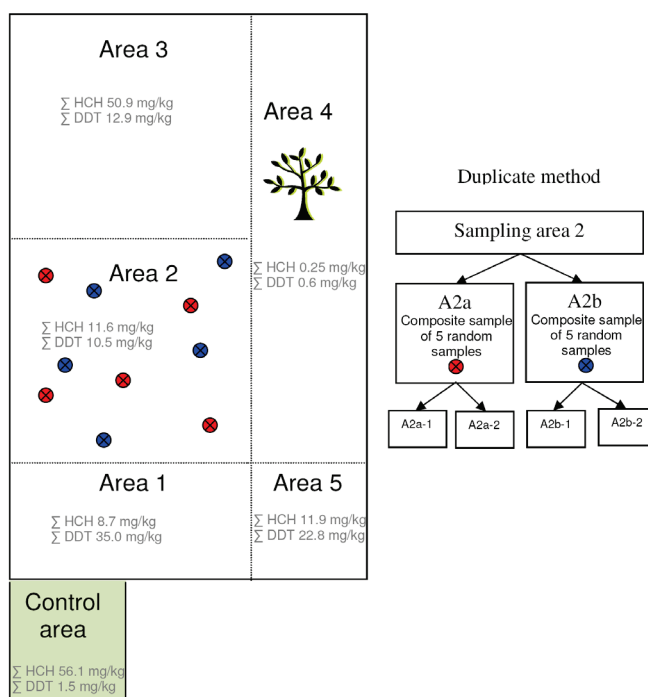 Area 3
∑ HCH 50.9 mg/kg
∑ DDT 12.9 mg/kg
Area 4
∑ HCH 0.25 mg/kg
∑ DDT 0.6 mg/kg
Area 2
∑ HCH 11.6 mg/kg
∑ DDT 10.5 mg/kg
Area 1
∑ HCH 8.7 mg/kg
∑ DDT 35.0 mg/kg
Area 5
∑ HCH 11.9 mg/kg
∑ DDT 22.8 mg/kg
Control
area
∑ HCH 56.1 mg/kg
∑ DDT 1.5 mg/kg
Duplicate method
Sampling area 2
A2a
Composite sample
of 5 random
samples
A2b
Composite sample
of 5 random
samples
A2a-1
A2a-2
A2b-1
A2b-2